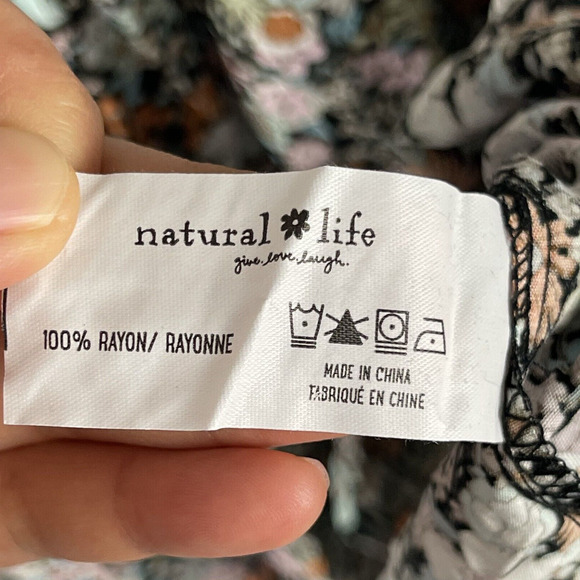 natural life
give.love.laugh.
100% RAYON/ RAYONNE
MADE IN CHINA
FABRIQUÉ EN CHINE